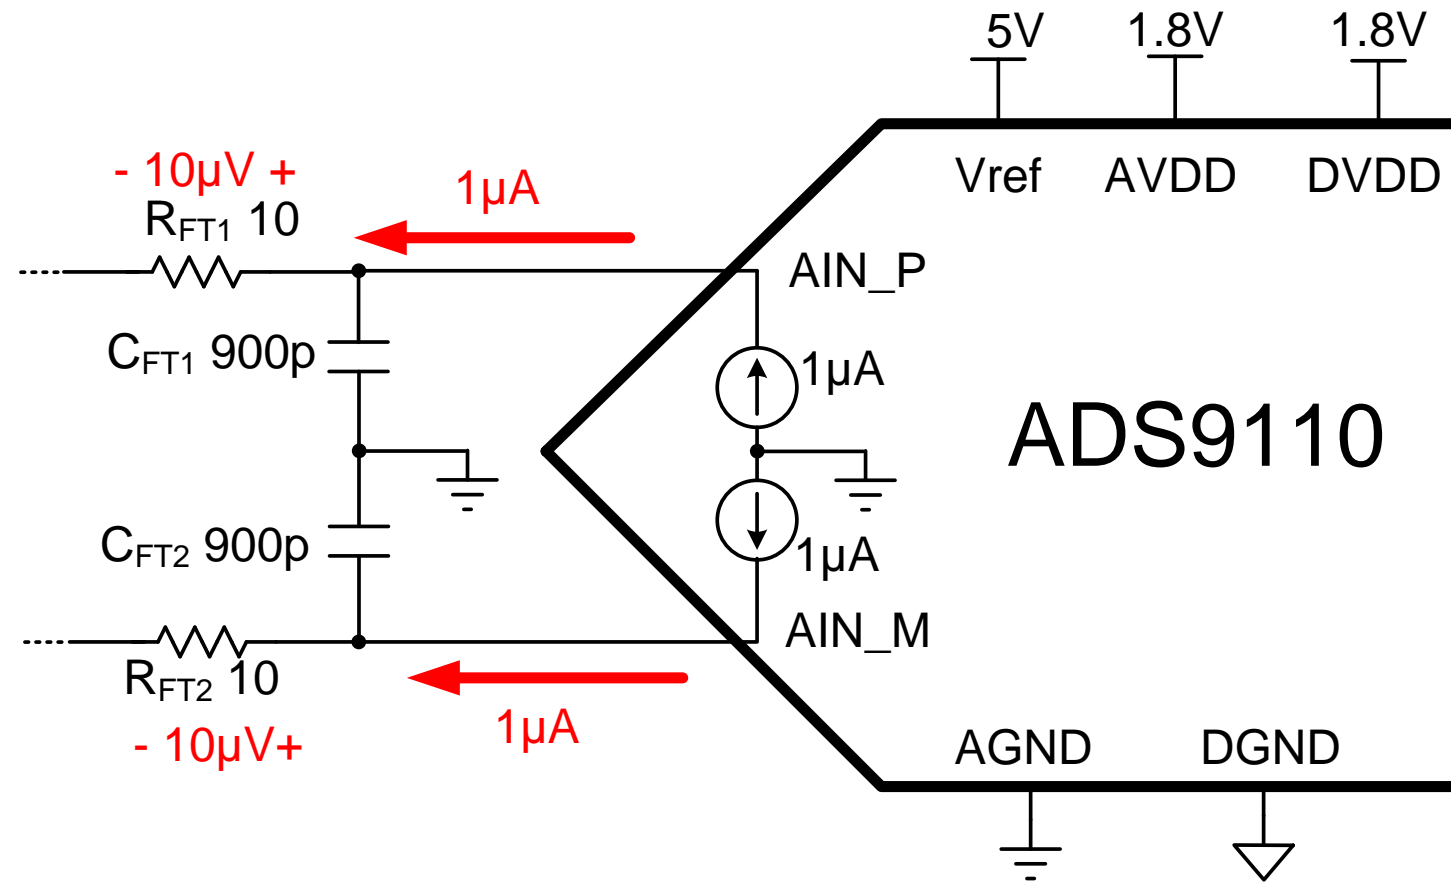 5V
1.8V
1.8V
Vref
AVDD
DVDD
- 10µV +
RFT1 10
1µA
AIN_P
CFT1 900p
1µA
ADS9110
CFT2 900p
1µA
AIN_M
RFT2 10
- 10µV+
1µA
AGND
DGND